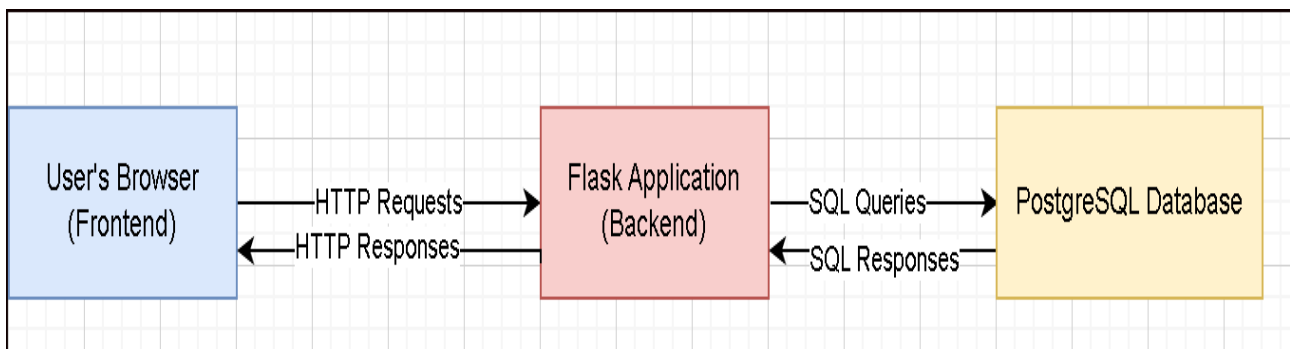 User's Browser
(Frontend)
HTTP Requests
HTTP Responses
Flask Application
(Backend)
SQL Queries
SQL Responses
PostgreSQL Database